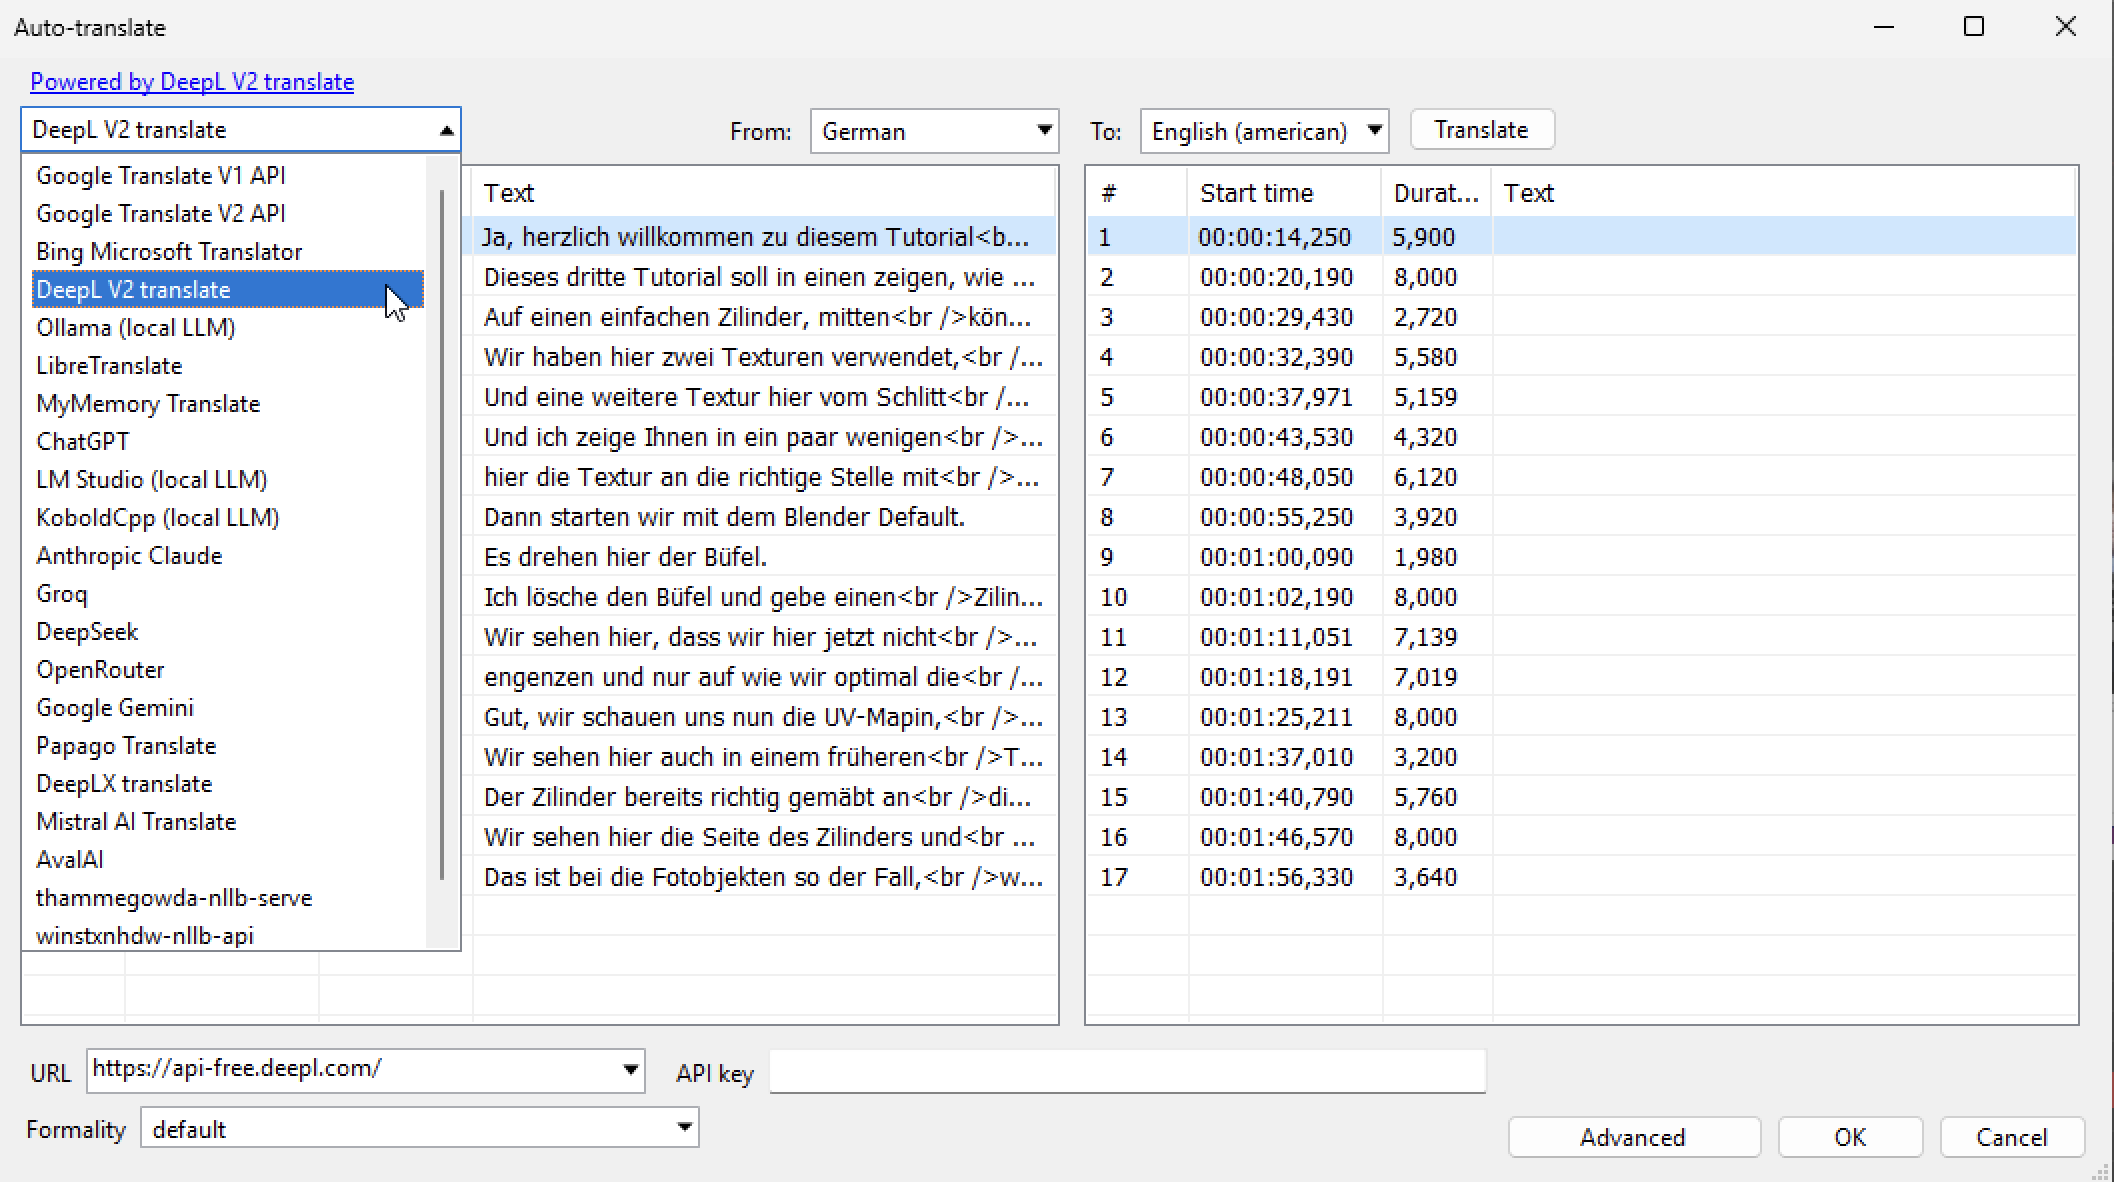 Auto-translate
Powered by DeepL V2 translate
DeepL V2 translate
From: German
To: English (american)
Translate
Google Translate V1 API
Google Translate V2 API
Bing Microsoft Translator
DeepL V2 translate
Ollama (local LLM)
LibreTranslate
MyMemory Translate
ChatGPT
LM Studio (local LLM)
KoboldCpp (local LLM)
Anthropic Claude
Groq
DeepSeek
OpenRouter
Google Gemini
Papago Translate
DeepLX translate
Mistral AI Translate
AvalAI
thammegowda-nllb-serve
winstxnhdw-nllb-api
Text
Ja, herzlich willkommen zu diesem Tutorial<b...
Dieses dritte Tutorial soll in einen zeigen, wie ...
Auf einen einfachen Zilinder, mitten<br />kön...
Wir haben hier zwei Texturen verwendet,<br /...
Und eine weitere Textur hier vom Schlitt<br /...
Und ich zeige Ihnen in ein paar wenigen<br />...
hier die Textur an die richtige Stelle mit<br />...
Dann starten wir mit dem Blender Default.
Es drehen hier der Büfel.
Ich lösche den Büfel und gebe einen<br />Zilin...
Wir sehen hier, dass wir hier jetzt nicht<br />...
engenzen und nur auf wie wir optimal die<br /...
Gut, wir schauen uns nun die UV-Mapin,<br />...
Wir sehen hier auch in einem früheren<br />T...
Der Zilinder bereits richtig gemäbt an<br />di...
Wir sehen hier die Seite des Zilinders und<br ...
Das ist bei die Fotobjekten so der Fall,<br />w...
# Start time Durat... Text
1 00:00:14,250 5,900
2 00:00:20,190 8,000
3 00:00:29,430 2,720
4 00:00:32,390 5,580
5 00:00:37,971 5,159
6 00:00:43,530 4,320
7 00:00:48,050 6,120
8 00:00:55,250 3,920
9 00:01:00,090 1,980
10 00:01:02,190 8,000
11 00:01:11,051 7,139
12 00:01:18,191 7,019
13 00:01:25,211 8,000
14 00:01:37,010 3,200
15 00:01:40,790 5,760
16 00:01:46,570 8,000
17 00:01:56,330 3,640
URL https://api-free.deepl.com/
API key
Formality default
Advanced
OK
Cancel